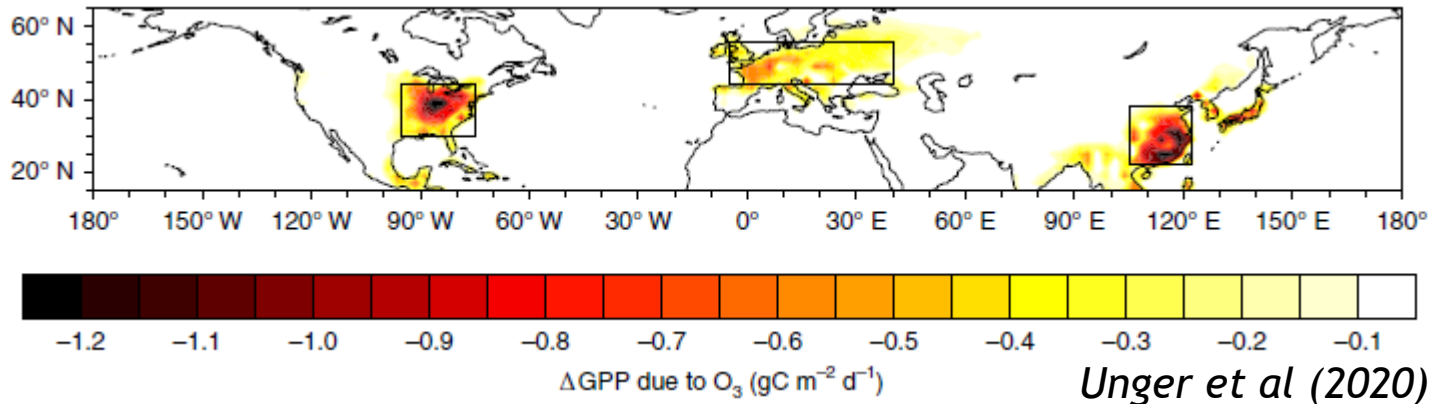 60° N
40° N
20° N
180° 150° W 120° W 90° W 60° W 30° W 0° 30° E 60° E 90° E 120° E 150° E 180°
−1.2 −1.1 −1.0 −0.9 −0.8 −0.7 −0.6 −0.5 −0.4 −0.3 −0.2 −0.1
ΔGPP due to O₃ (gC m⁻² d⁻¹)
Unger et al (2020)